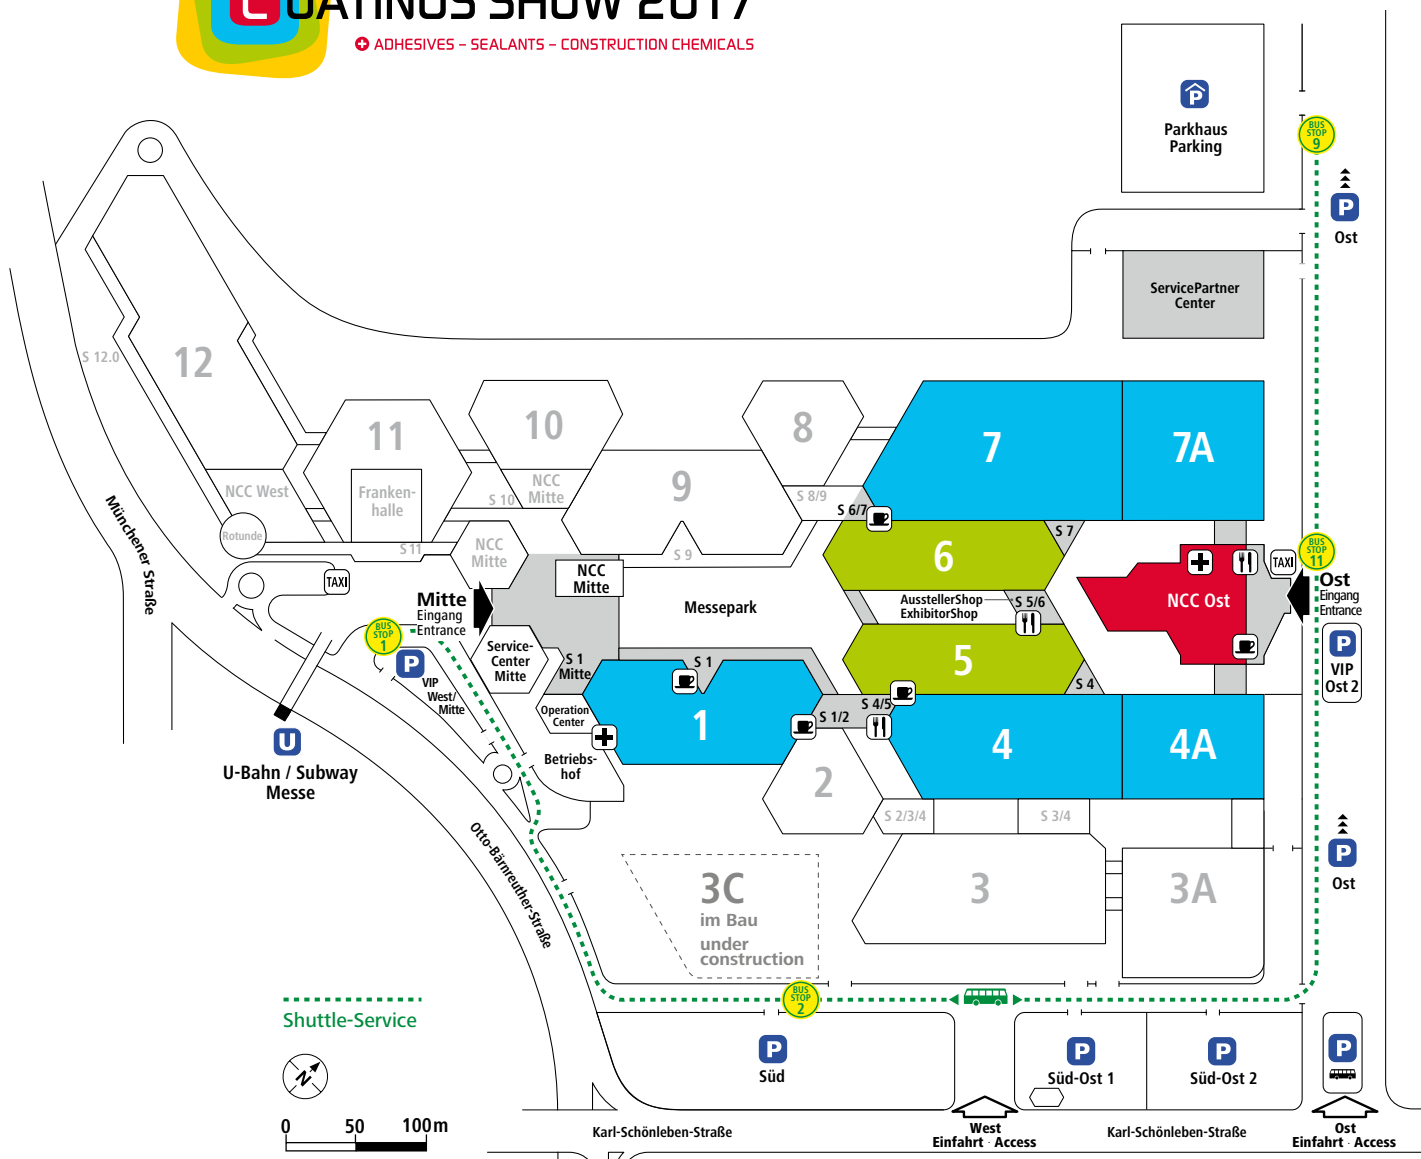 COATINGS SHOW 2017
ADHESIVES – SEALANTS – CONSTRUCTION CHEMICALS
P
Parkhaus
Parking
BUS
STOP
9
P
Ost
ServicePartner
Center
12
S 12.0
11
Franken-
halle
NCC West
Rotunde
S 11
10
NCC
Mitte
S 10
NCC
Mitte
9
S 9
8
S 8/9
S 6/7
7
7A
S 7
6
AusstellerShop
ExhibitorShop
S 5/6
5
S 4
S 4/5
NCC Ost
TAXI
BUS
STOP
11
Ost
Eingang
Entrance
P
VIP
Ost 2
Münchener Straße
TAXI
Mitte
Eingang
Entrance
BUS
STOP
1
P
VIP
West/
Mitte
NCC
Mitte
Messepark
Service-
Center
Mitte
S 1
Mitte
S 1
Operation
Center
Betriebs-
hof
1
S 1/2
2
4
4A
S 2/3/4
S 3/4
U
U-Bahn / Subway
Messe
Otto-Bärnreuther-Straße
3C
im Bau
under
construction
3
3A
P
Ost
Shuttle-Service
N
0 50 100m
BUS
STOP
2
P
Süd
P
Süd-Ost 1
P
Süd-Ost 2
P
Karl-Schönleben-Straße
West
Einfahrt · Access
Karl-Schönleben-Straße
Ost
Einfahrt · Access